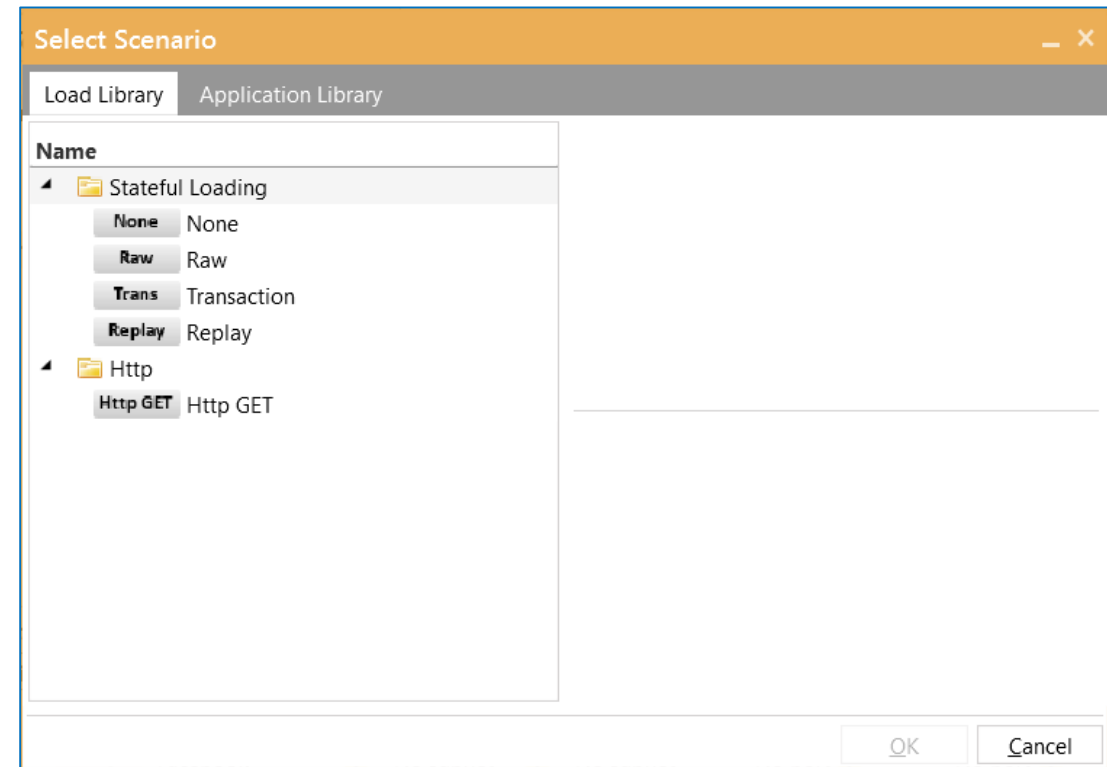 Select Scenario
Load Library Application Library
Name
Stateful Loading
None None
Raw Raw
Trans Transaction
Replay Replay
Http
Http GET Http GET
OK Cancel